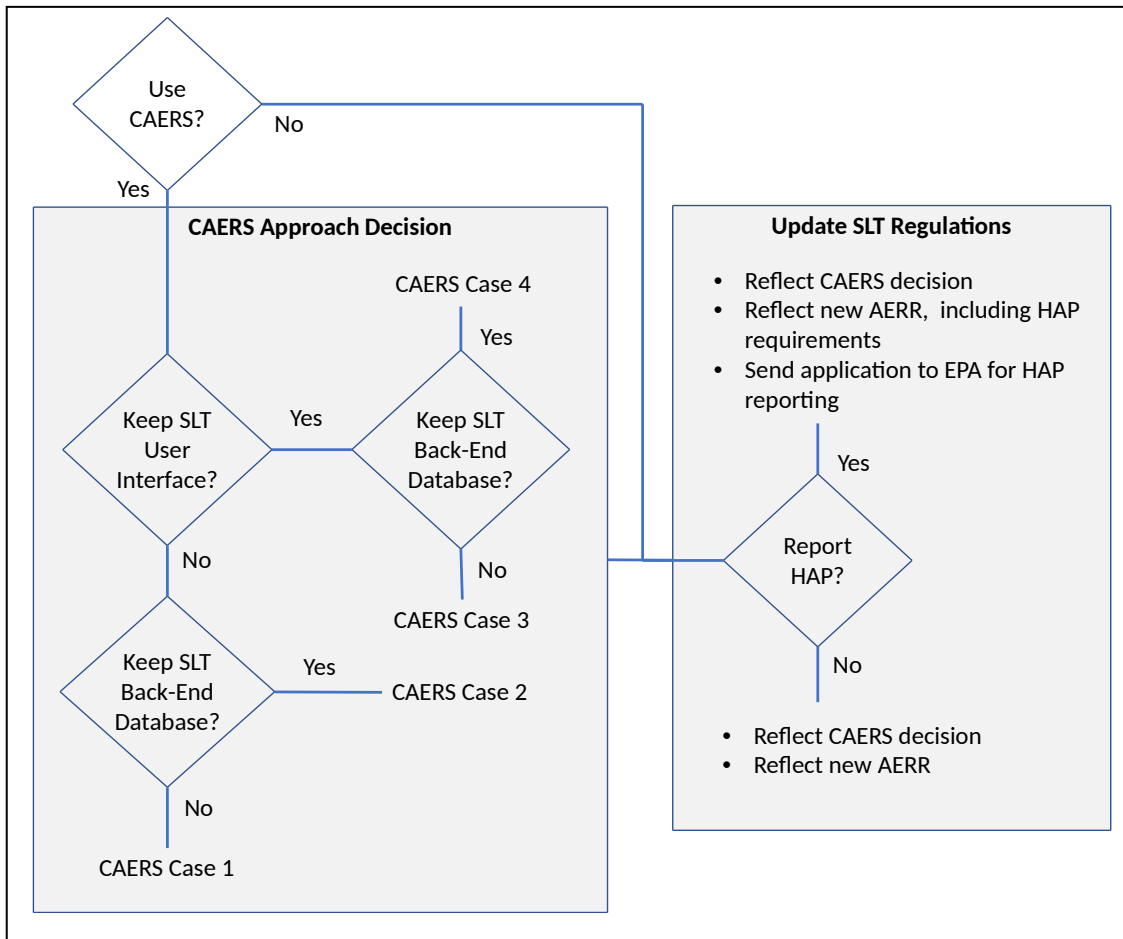 Use
CAERS?
No
Yes
CAERS Approach Decision
CAERS Case 4
Yes
Keep SLT
User
Interface?
Yes
Keep SLT
Back-End
Database?
No
No
CAERS Case 3
Keep SLT
Back-End
Database?
Yes
CAERS Case 2
No
CAERS Case 1
Update SLT Regulations
• Reflect CAERS decision
• Reflect new AERR, including HAP
requirements
• Send application to EPA for HAP
reporting
Yes
Report
HAP?
No
• Reflect CAERS decision
• Reflect new AERR